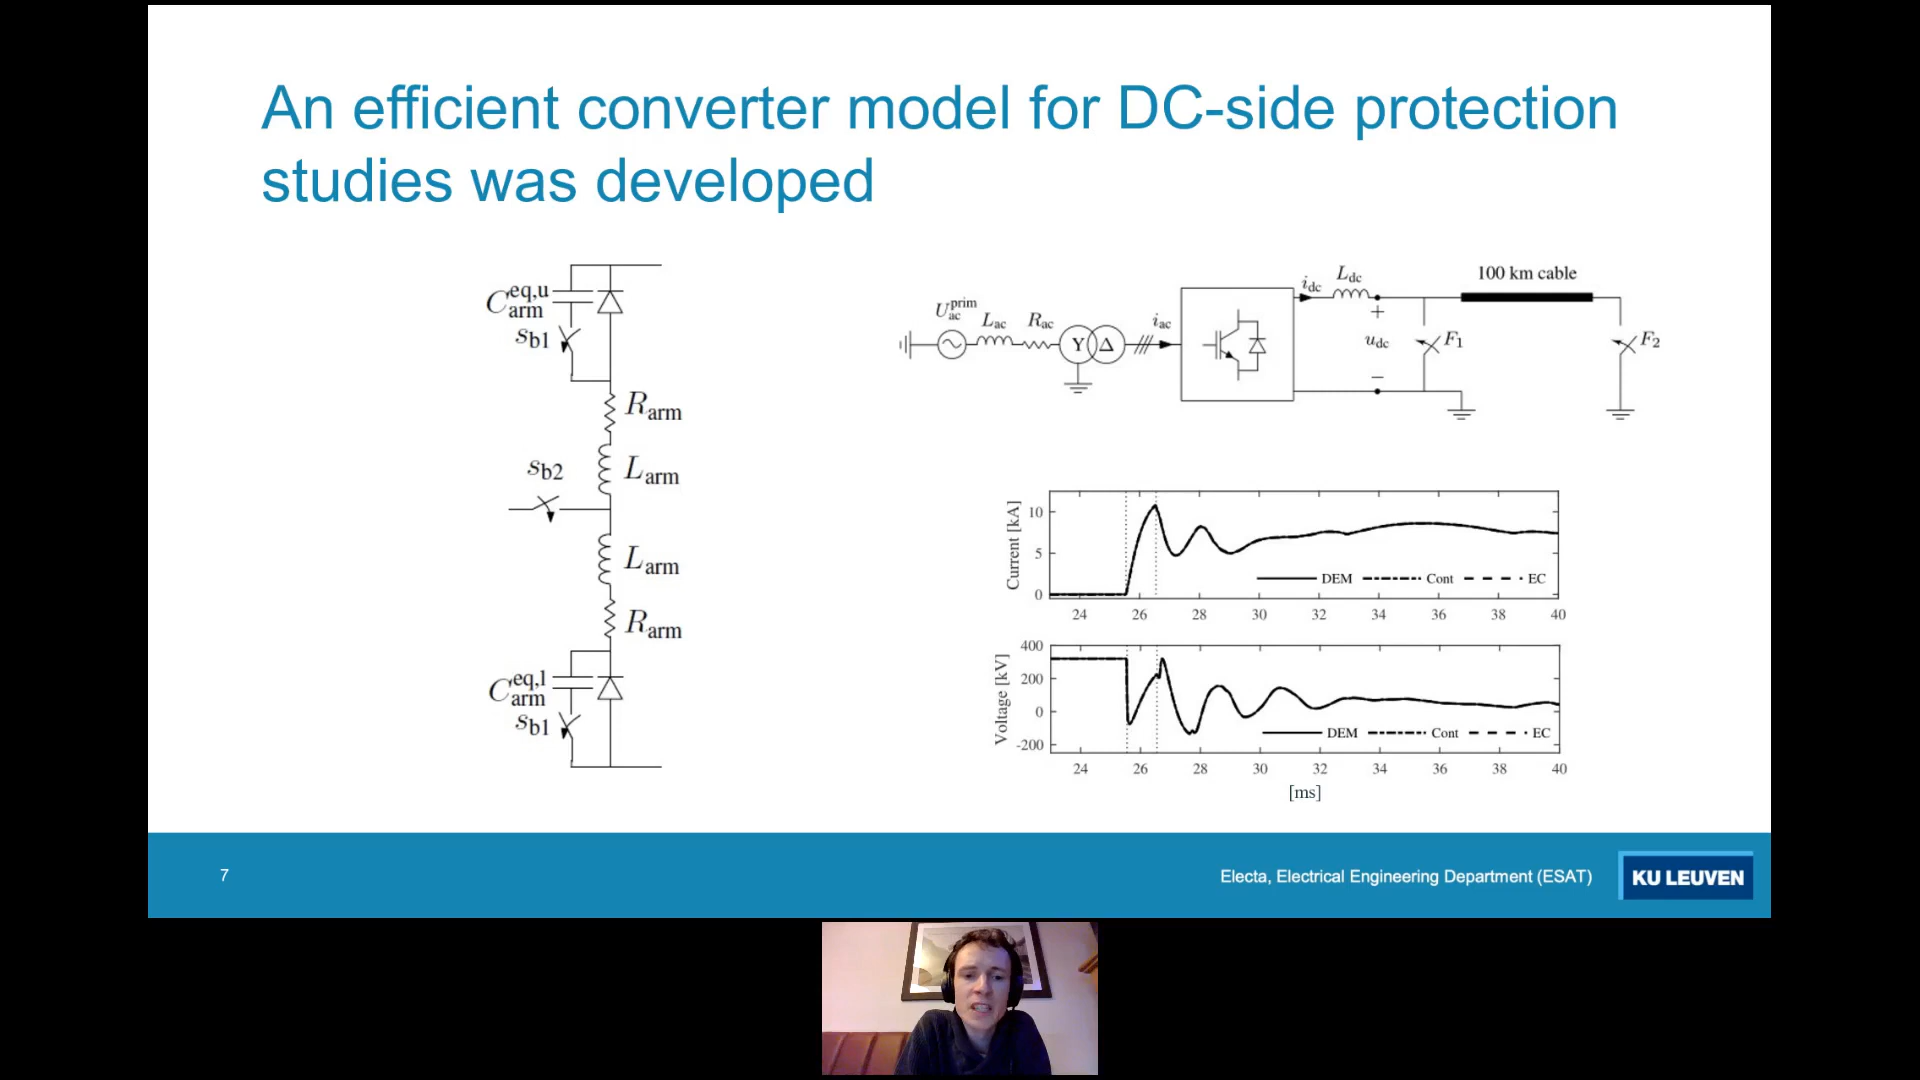 An efficient converter model for DC-side protection
studies was developed
C_arm^eq,u
s_b1
R_arm
s_b2
L_arm
L_arm
R_arm
C_arm^eq,l
s_b1
U_ac^prim
L_ac
R_ac
Y Δ
i_ac
i_dc
L_dc
100 km cable
+
u_dc
−
F_1
F_2
Current [kA]
10
5
0
DEM Cont EC
24 26 28 30 32 34 36 38 40
Voltage [kV]
400
200
0
-200
DEM Cont EC
24 26 28 30 32 34 36 38 40
[ms]
7
Electa, Electrical Engineering Department (ESAT)
KU LEUVEN